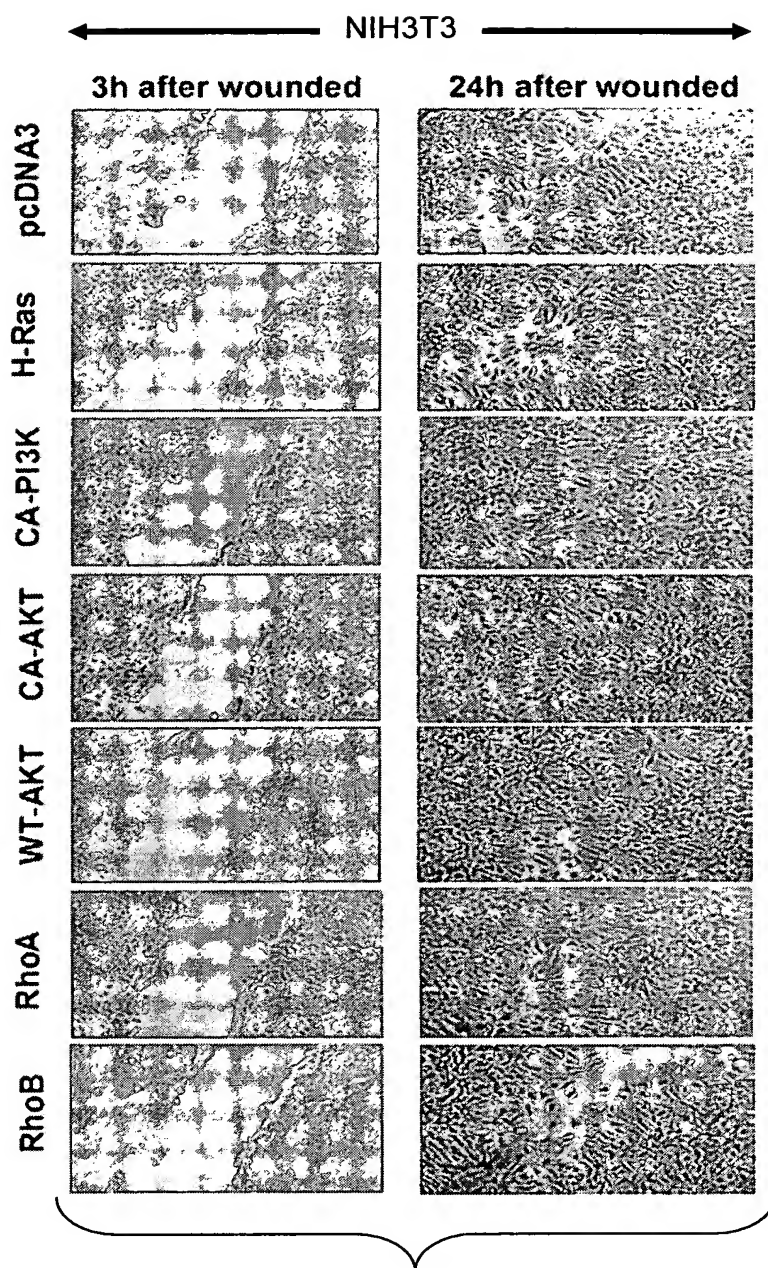 NIH3T3
3h after wounded 24h after wounded
pcDNA3
H-Ras
CA-PI3K
CA-AKT
WT-AKT
RhoA
RhoB